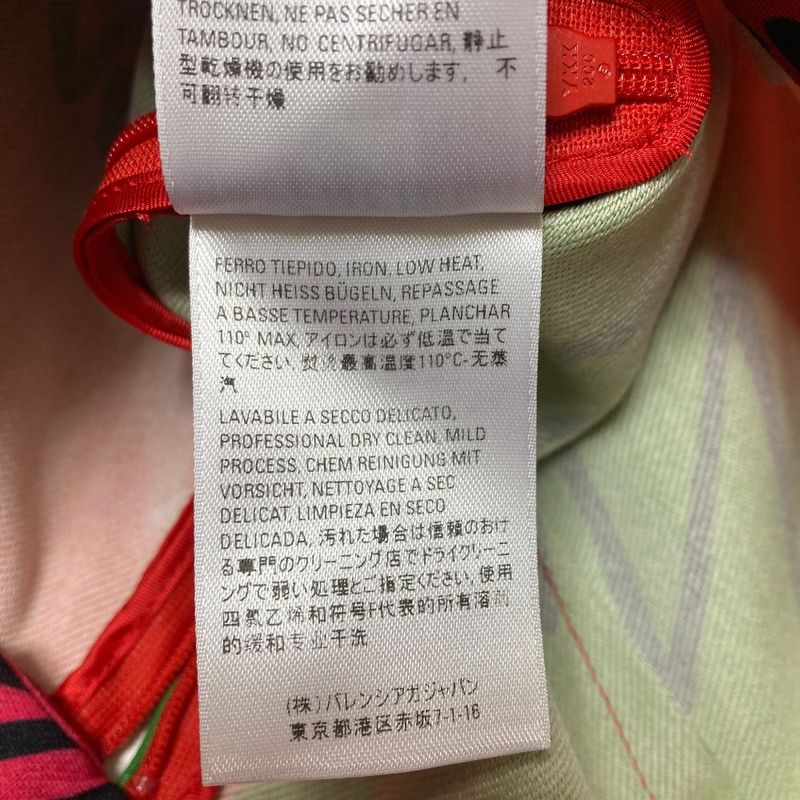 TROCKNEN, NE PAS SECHER EN
TAMBOUR, NO CENTRIFUGAR, 静止
型乾燥機の使用をお勧めします, 不
可翻转干燥
YKK
FERRO TIEPIDO, IRON, LOW HEAT,
NICHT HEISS BÜGELN, REPASSAGE
A BASSE TEMPERATURE, PLANCHAR
110° MAX, アイロンは必ず低温で当て
てください, 熨烫最高温度110°C-无蒸
汽
LAVABILE A SECCO DELICATO,
PROFESSIONAL DRY CLEAN, MILD
PROCESS, CHEM REINIGUNG MIT
VORSICHT, NETTOYAGE A SEC
DELICAT, LIMPIEZA EN SECO
DELICADA, 汚れた場合は信頼のおけ
る専門のクリーニング店でドライクリーニ
ングで弱い処理とご指定ください, 使用
四氯乙烯和符号F代表的所有溶剂
的缓和专业干洗
(株) バレンシアガジャパン
東京都港区赤坂7-1-16